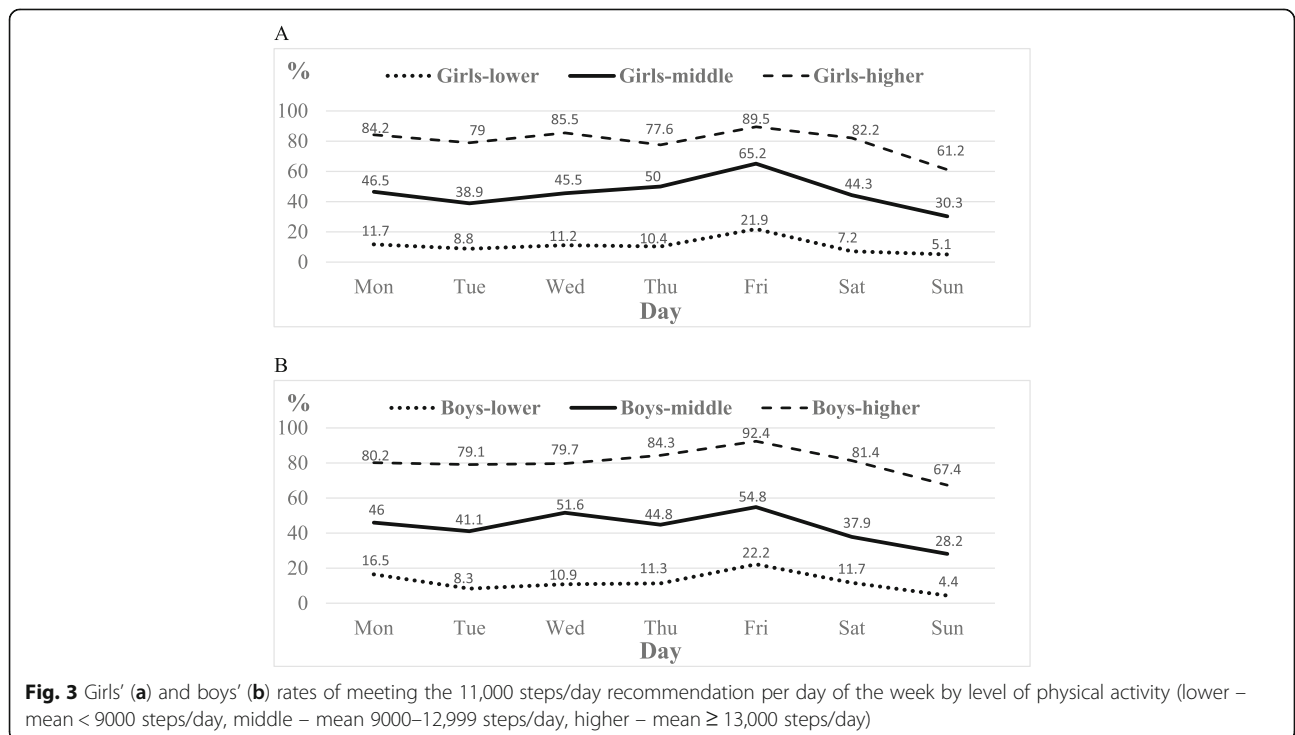 A
% Girls-lower Girls-middle Girls-higher
100
80
60
40
20
0
84.2 79 85.5 77.6 89.5 82.2 61.2
46.5 38.9 45.5 50 65.2 44.3 30.3
11.7 8.8 11.2 10.4 21.9 7.2 5.1
Mon Tue Wed Thu Fri Sat Sun
Day
B
% Boys-lower Boys-middle Boys-higher
100
80
60
40
20
0
80.2 79.1 79.7 84.3 92.4 81.4 67.4
46 41.1 51.6 44.8 54.8 37.9 28.2
16.5 8.3 10.9 11.3 22.2 11.7 4.4
Mon Tue Wed Thu Fri Sat Sun
Day
Fig. 3 Girls’ (a) and boys’ (b) rates of meeting the 11,000 steps/day recommendation per day of the week by level of physical activity (lower –
mean < 9000 steps/day, middle – mean 9000–12,999 steps/day, higher – mean ≥ 13,000 steps/day)